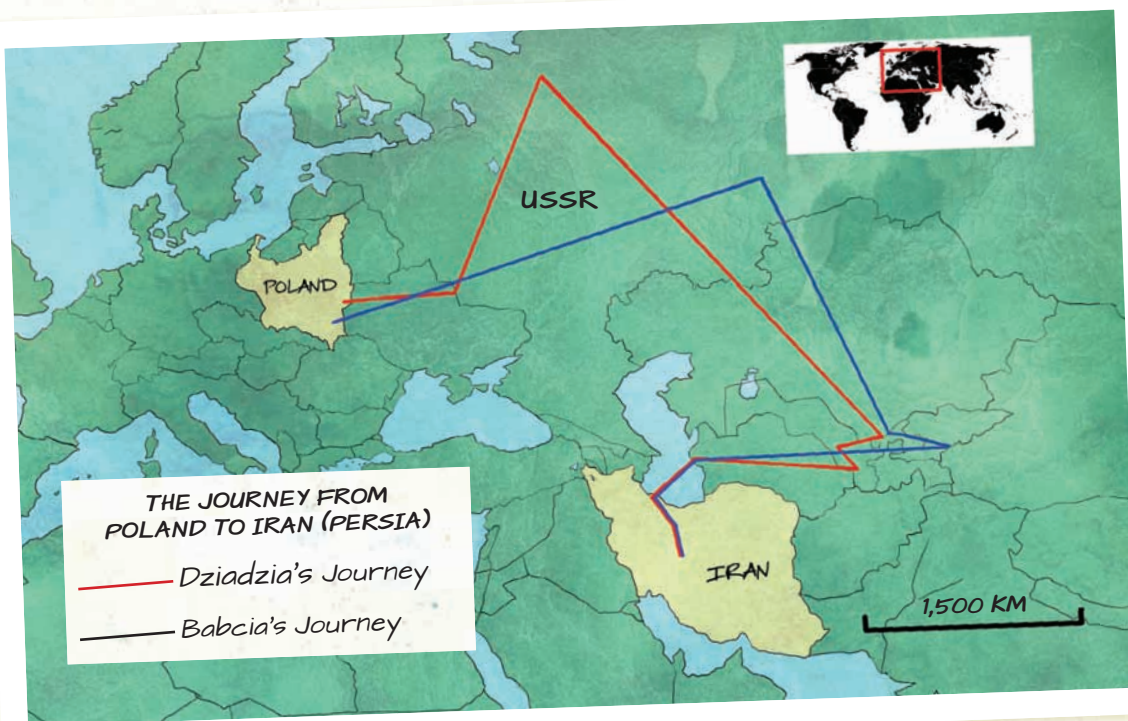 USSR
POLAND
THE JOURNEY FROM
POLAND TO IRAN (PERSIA)
Dziadzia's Journey
Babcia's Journey
IRAN
1,500 KM